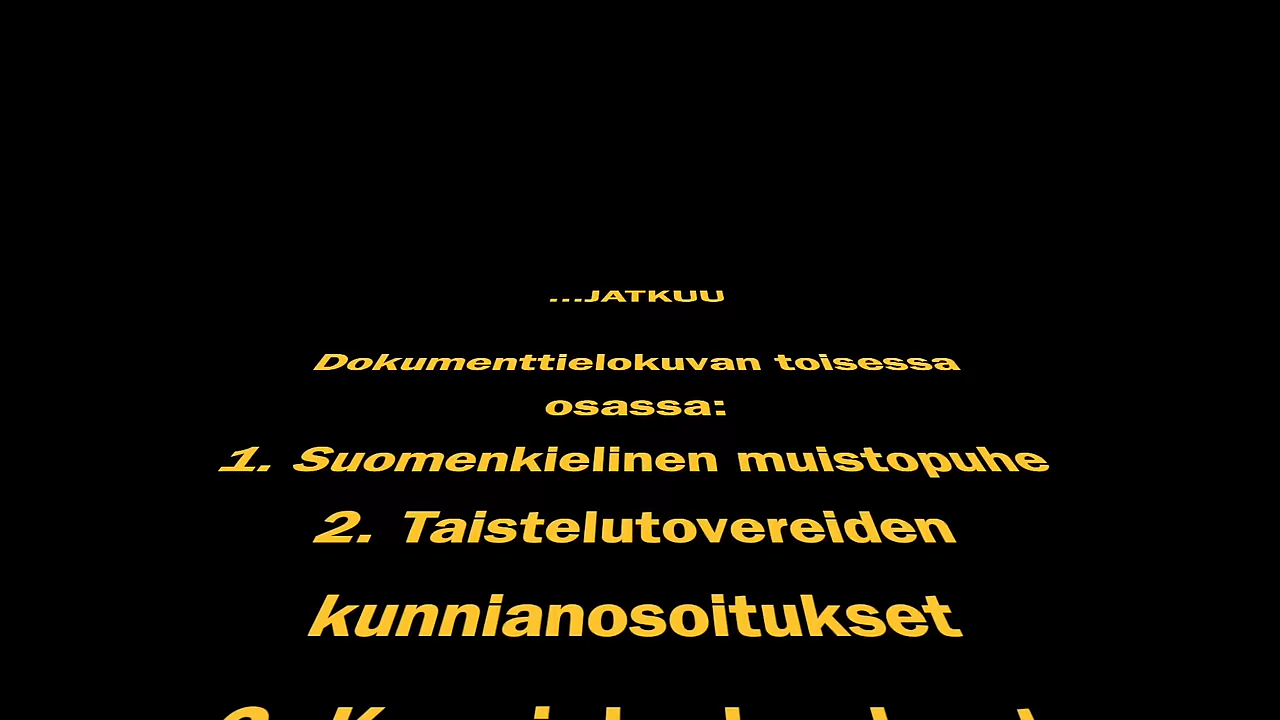 ...JATKUU
Dokumenttielokuvan toisessa
osassa:
1. Suomenkielinen muistopuhe
2. Taistelutovereiden
kunnianosoitukset